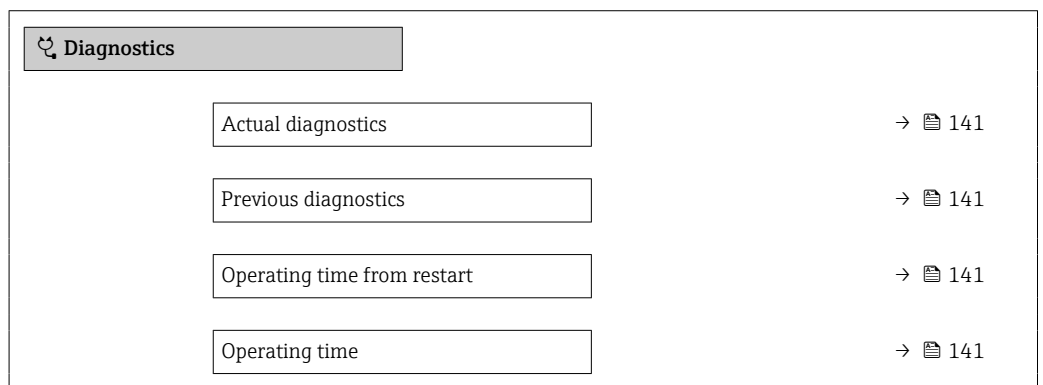 Diagnostics
Actual diagnostics → 141
Previous diagnostics → 141
Operating time from restart → 141
Operating time → 141